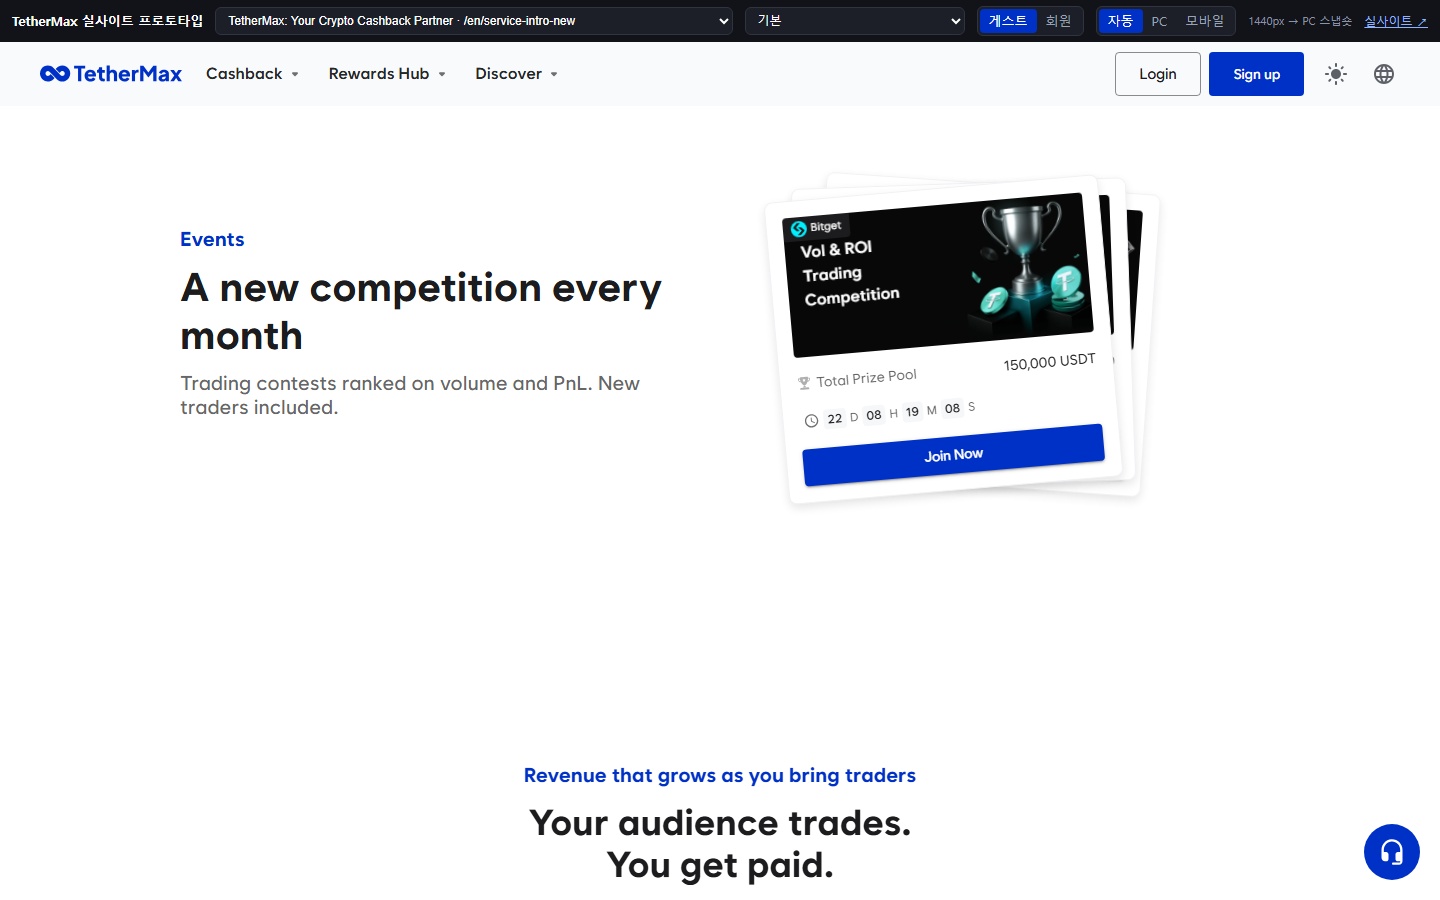 TetherMax 실사이트 프로토타입
TetherMax: Your Crypto Cashback Partner · /en/service-intro-new
기본
게스트 회원
자동 PC 모바일
1440px → PC 스냅숏
실사이트 ↗
TetherMax
Cashback
Rewards Hub
Discover
Login
Sign up
Events
A new competition every
month
Trading contests ranked on volume and PnL. New
traders included.
Bitget
Vol & ROI
Trading
Competition
Total Prize Pool 150,000 USDT
22 D 08 H 19 M 08 S
Join Now
Revenue that grows as you bring traders
Your audience trades.
You get paid.